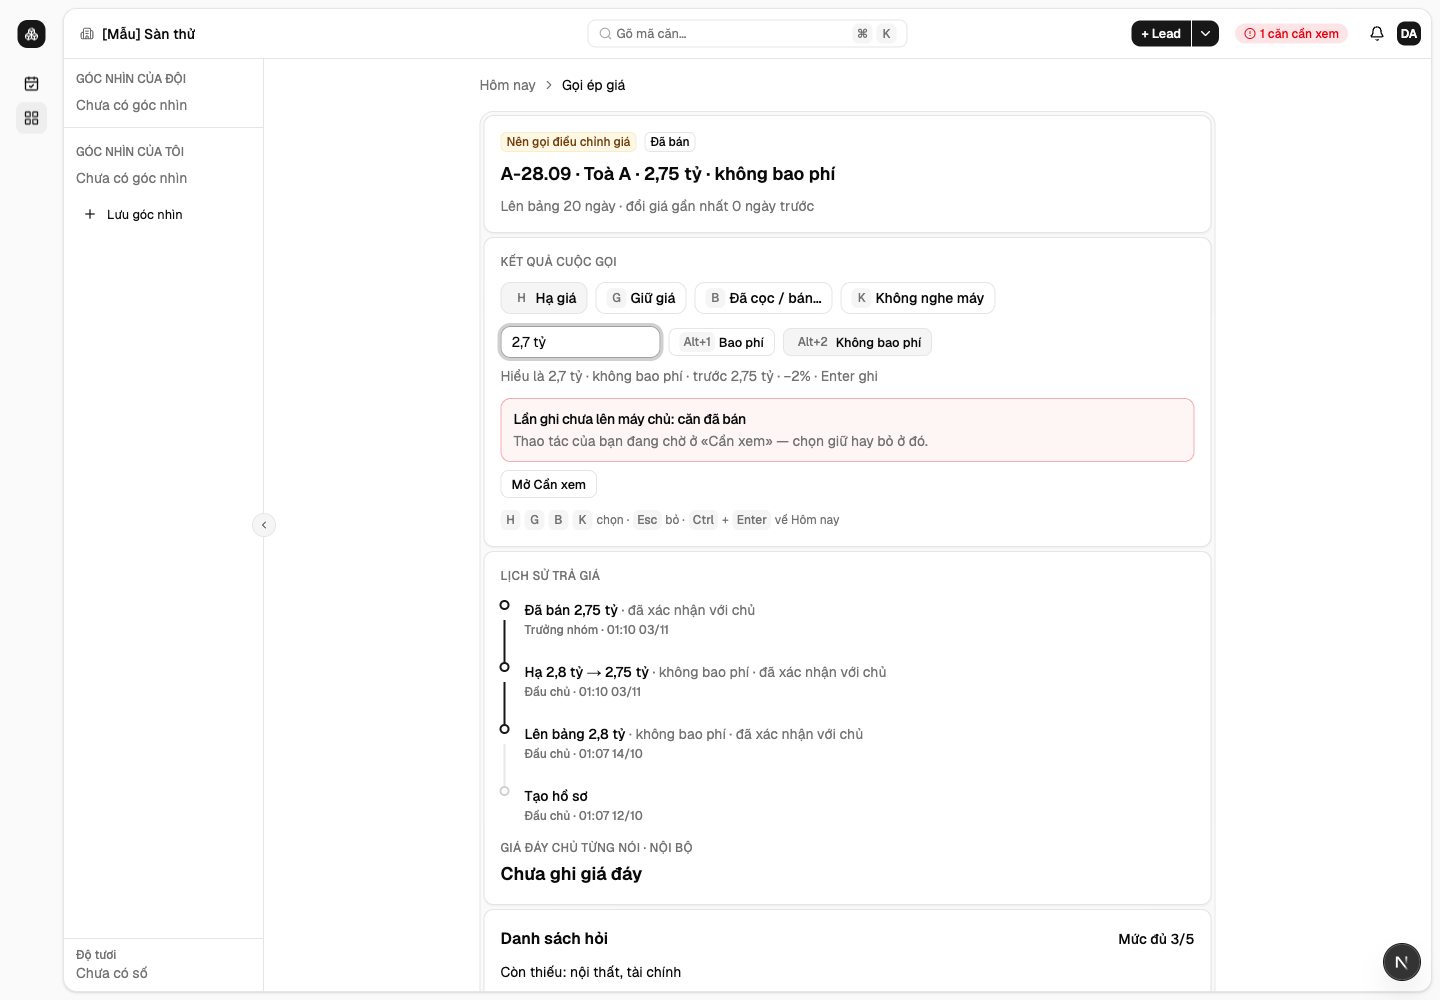 [Mẫu] Sàn thử
Gõ mã căn...
⌘ K
+ Lead
1 căn cần xem
DA
GÓC NHÌN CỦA ĐỘI
Chưa có góc nhìn
GÓC NHÌN CỦA TÔI
Chưa có góc nhìn
+ Lưu góc nhìn
Độ tươi
Chưa có số
Hôm nay > Gọi ép giá
Nên gọi điều chỉnh giá Đã bán
A-28.09 · Toà A · 2,75 tỷ · không bao phí
Lên bảng 20 ngày · đổi giá gần nhất 0 ngày trước
KẾT QUẢ CUỘC GỌI
H Hạ giá G Giữ giá B Đã cọc / bán... K Không nghe máy
2,7 tỷ Alt+1 Bao phí Alt+2 Không bao phí
Hiểu là 2,7 tỷ · không bao phí · trước 2,75 tỷ · −2% · Enter ghi
Lần ghi chưa lên máy chủ: căn đã bán
Thao tác của bạn đang chờ ở «Cần xem» — chọn giữ hay bỏ ở đó.
Mở Cần xem
H G B K chọn · Esc bỏ · Ctrl + Enter về Hôm nay
LỊCH SỬ TRẢ GIÁ
Đã bán 2,75 tỷ · đã xác nhận với chủ
Trưởng nhóm · 01:10 03/11
Hạ 2,8 tỷ → 2,75 tỷ · không bao phí · đã xác nhận với chủ
Đầu chủ · 01:10 03/11
Lên bảng 2,8 tỷ · không bao phí · đã xác nhận với chủ
Đầu chủ · 01:07 14/10
Tạo hồ sơ
Đầu chủ · 01:07 12/10
GIÁ ĐÁY CHỦ TỪNG NÓI · NỘI BỘ
Chưa ghi giá đáy
Danh sách hỏi
Mức đủ 3/5
Còn thiếu: nội thất, tài chính
N